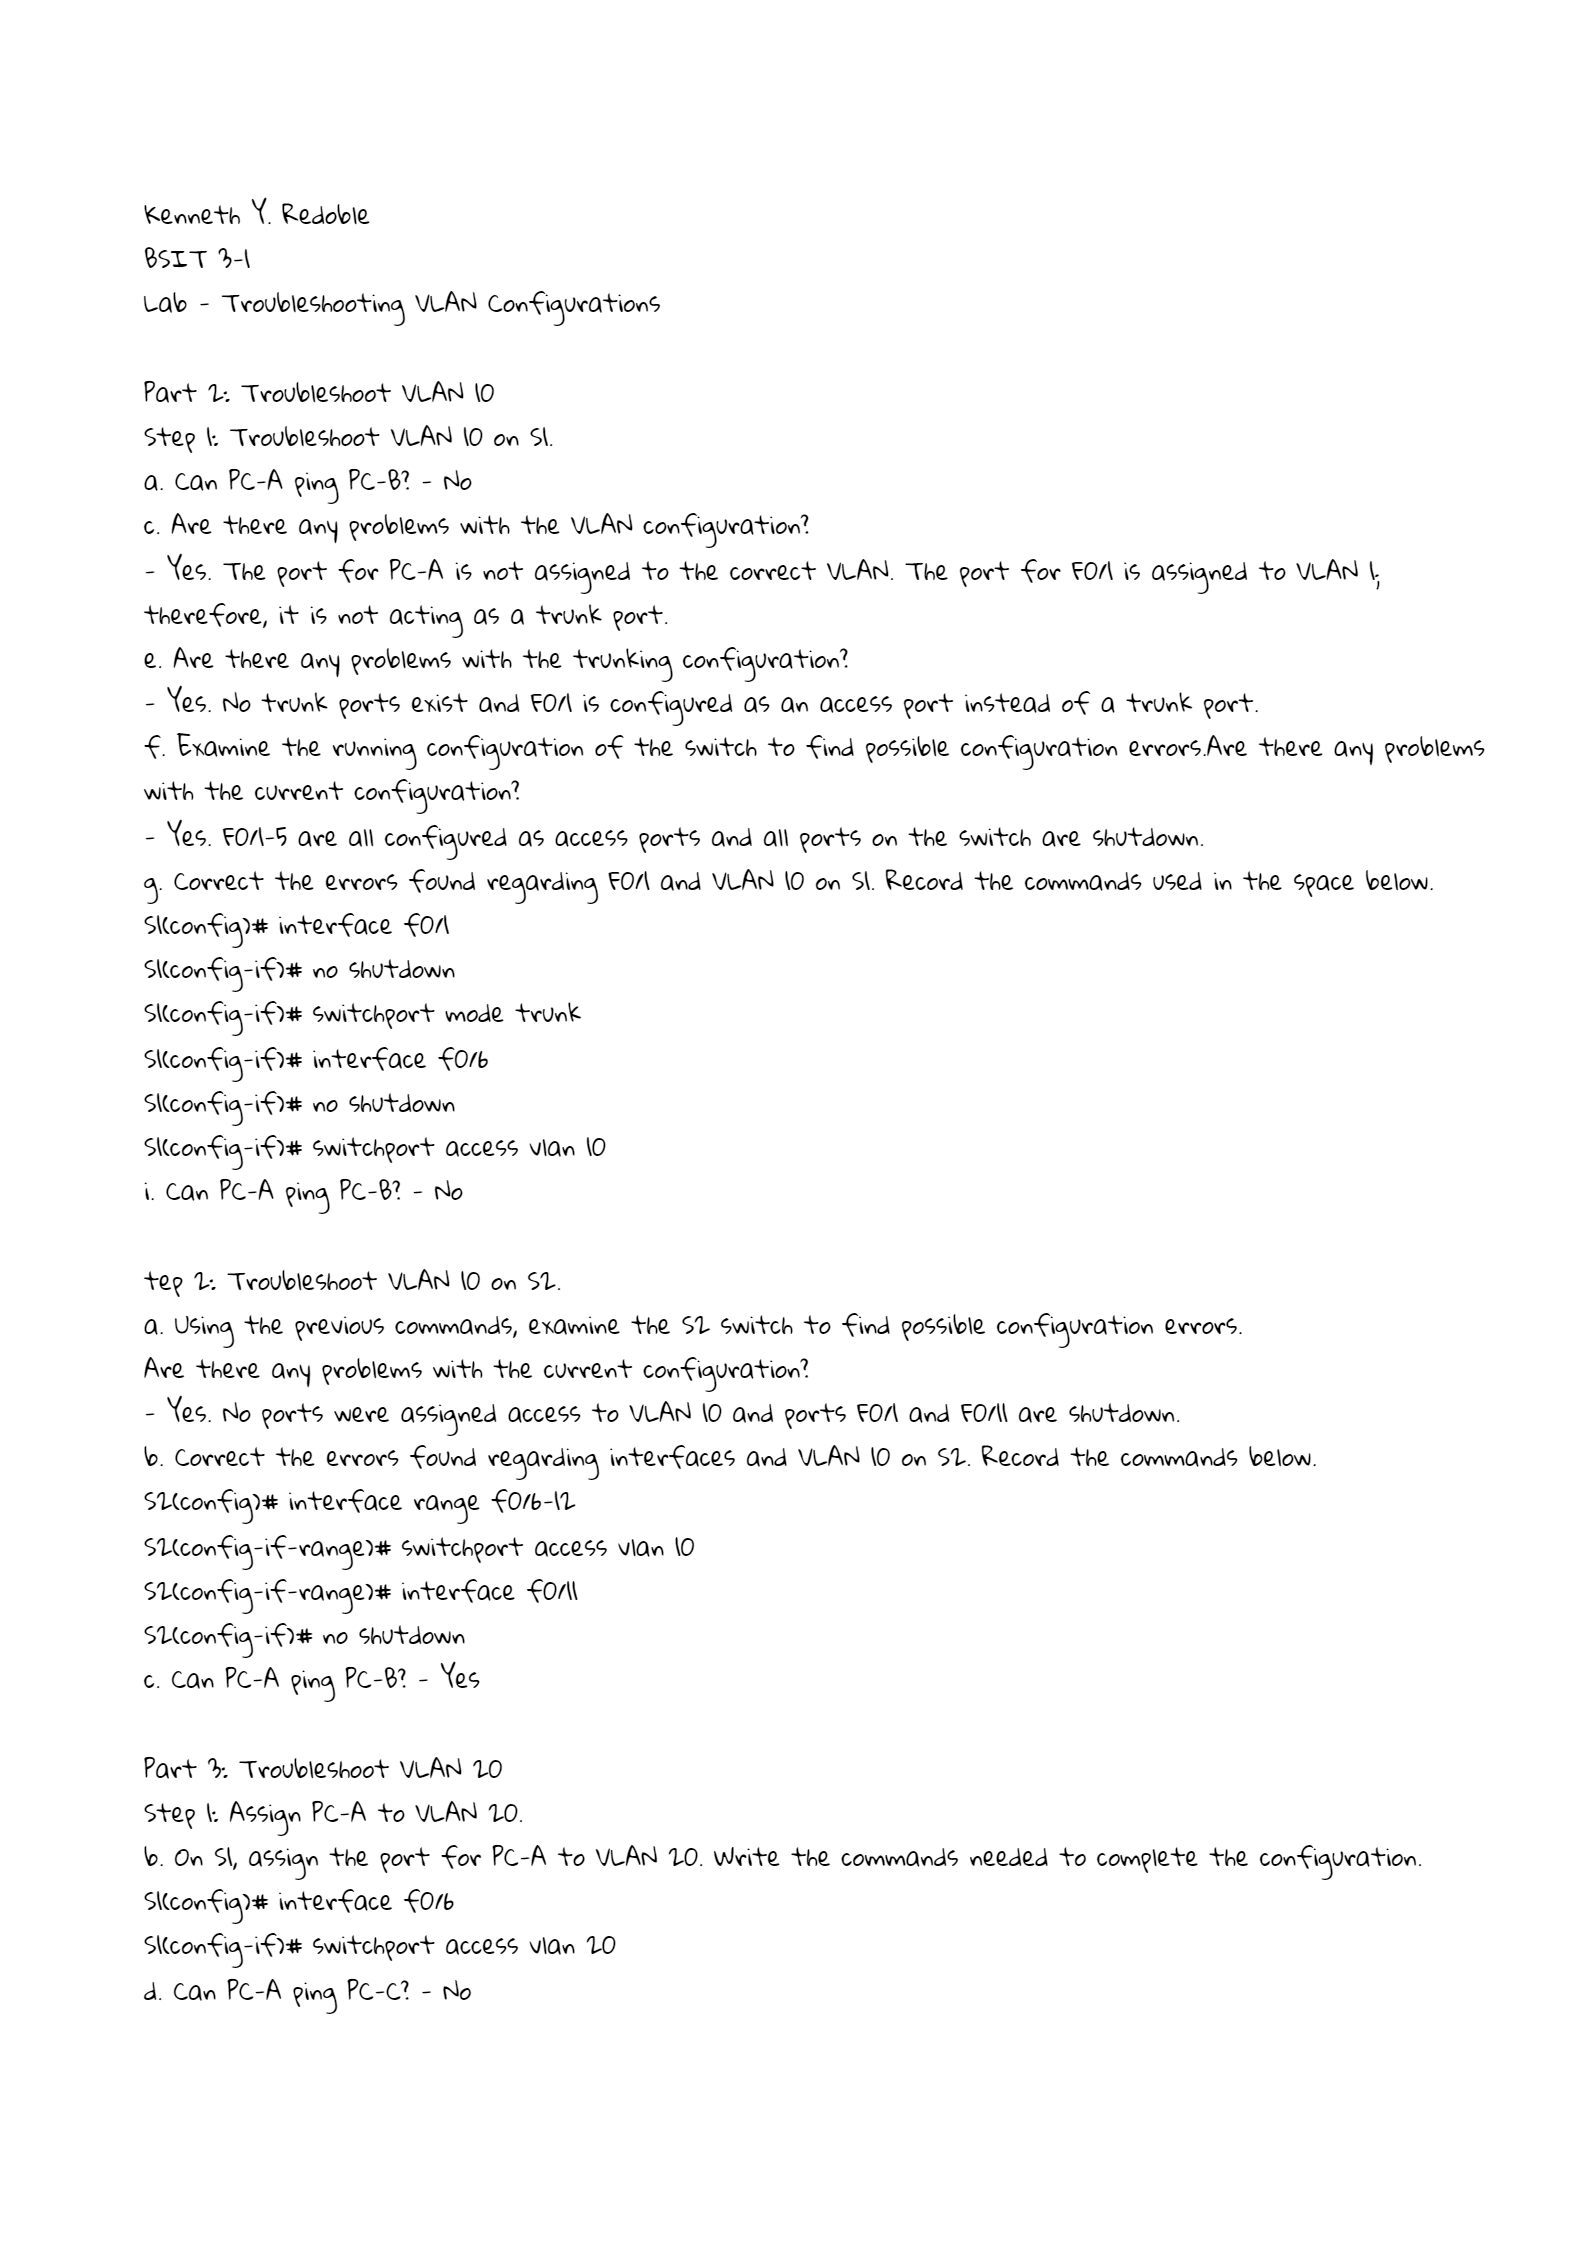 Kenneth Y. Redoble
BSIT 3-1
Lab - Troubleshooting VLAN Configurations
Part 2: Troubleshoot VLAN 10
Step 1: Troubleshoot VLAN 10 on S1.
a. Can PC-A ping PC-B? - No
c. Are there any problems with the VLAN configuration?
- Yes. The port for PC-A is not assigned to the correct VLAN. The port for F0/1 is assigned to VLAN 1;
therefore, it is not acting as a trunk port.
e. Are there any problems with the trunking configuration?
- Yes. No trunk ports exist and F0/1 is configured as an access port instead of a trunk port.
f. Examine the running configuration of the switch to find possible configuration errors.Are there any problems
with the current configuration?
- Yes. F0/1-5 are all configured as access ports and all ports on the switch are shutdown.
g. Correct the errors found regarding F0/1 and VLAN 10 on S1. Record the commands used in the space below.
S1(config)# interface f0/1
S1(config-if)# no shutdown
S1(config-if)# switchport mode trunk
S1(config-if)# interface f0/6
S1(config-if)# no shutdown
S1(config-if)# switchport access vlan 10
i. Can PC-A ping PC-B? - No
tep 2: Troubleshoot VLAN 10 on S2.
a. Using the previous commands, examine the S2 switch to find possible configuration errors.
Are there any problems with the current configuration?
- Yes. No ports were assigned access to VLAN 10 and ports F0/1 and F0/11 are shutdown.
b. Correct the errors found regarding interfaces and VLAN 10 on S2. Record the commands below.
S2(config)# interface range f0/6-12
S2(config-if-range)# switchport access vlan 10
S2(config-if-range)# interface f0/11
S2(config-if)# no shutdown
c. Can PC-A ping PC-B? - Yes
Part 3: Troubleshoot VLAN 20
Step 1: Assign PC-A to VLAN 20.
b. On S1, assign the port for PC-A to VLAN 20. Write the commands needed to complete the configuration.
S1(config)# interface f0/6
S1(config-if)# switchport access vlan 20
d. Can PC-A ping PC-C? - No